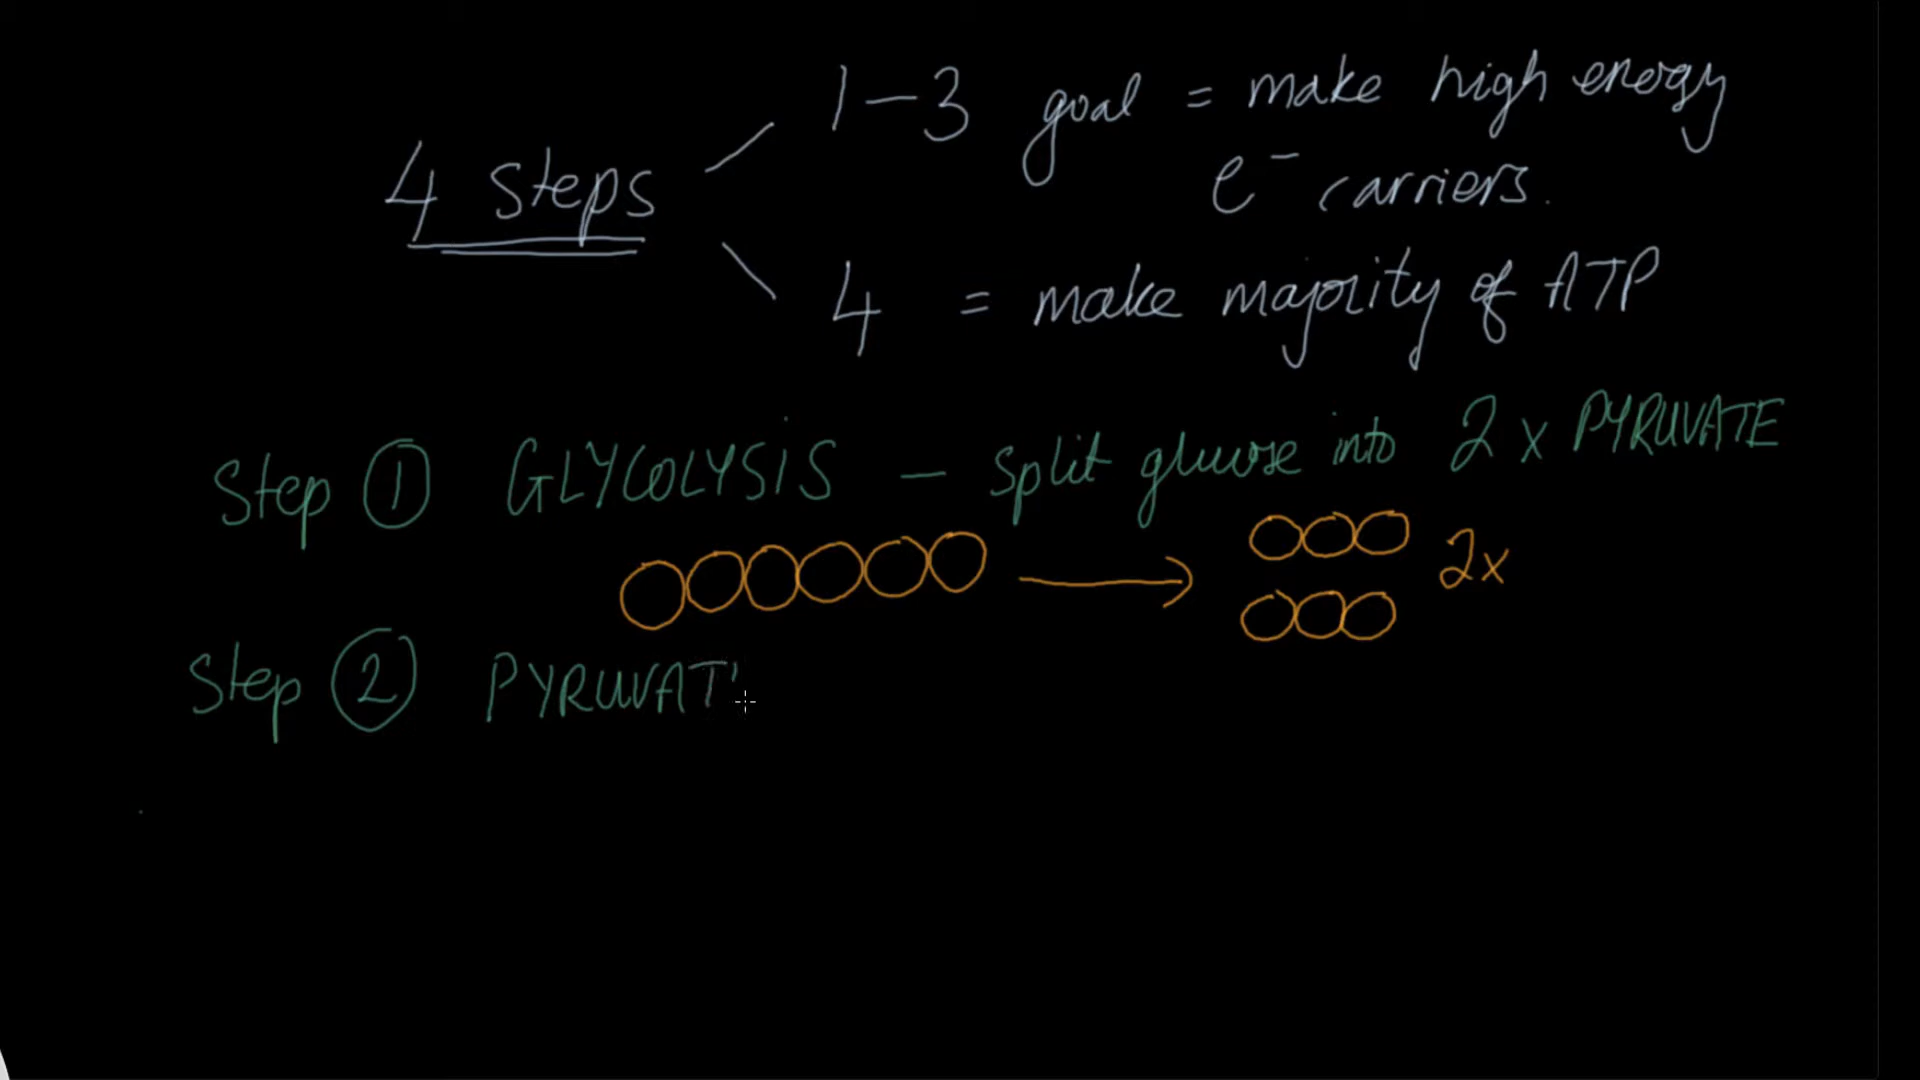 1-3 goal = make high energy
e⁻ carriers.
4 steps
4 = make majority of ATP
Step ① GLYCOLYSIS - Split glucose into 2 x PYRUVATE
2x
Step ② PYRUVAT